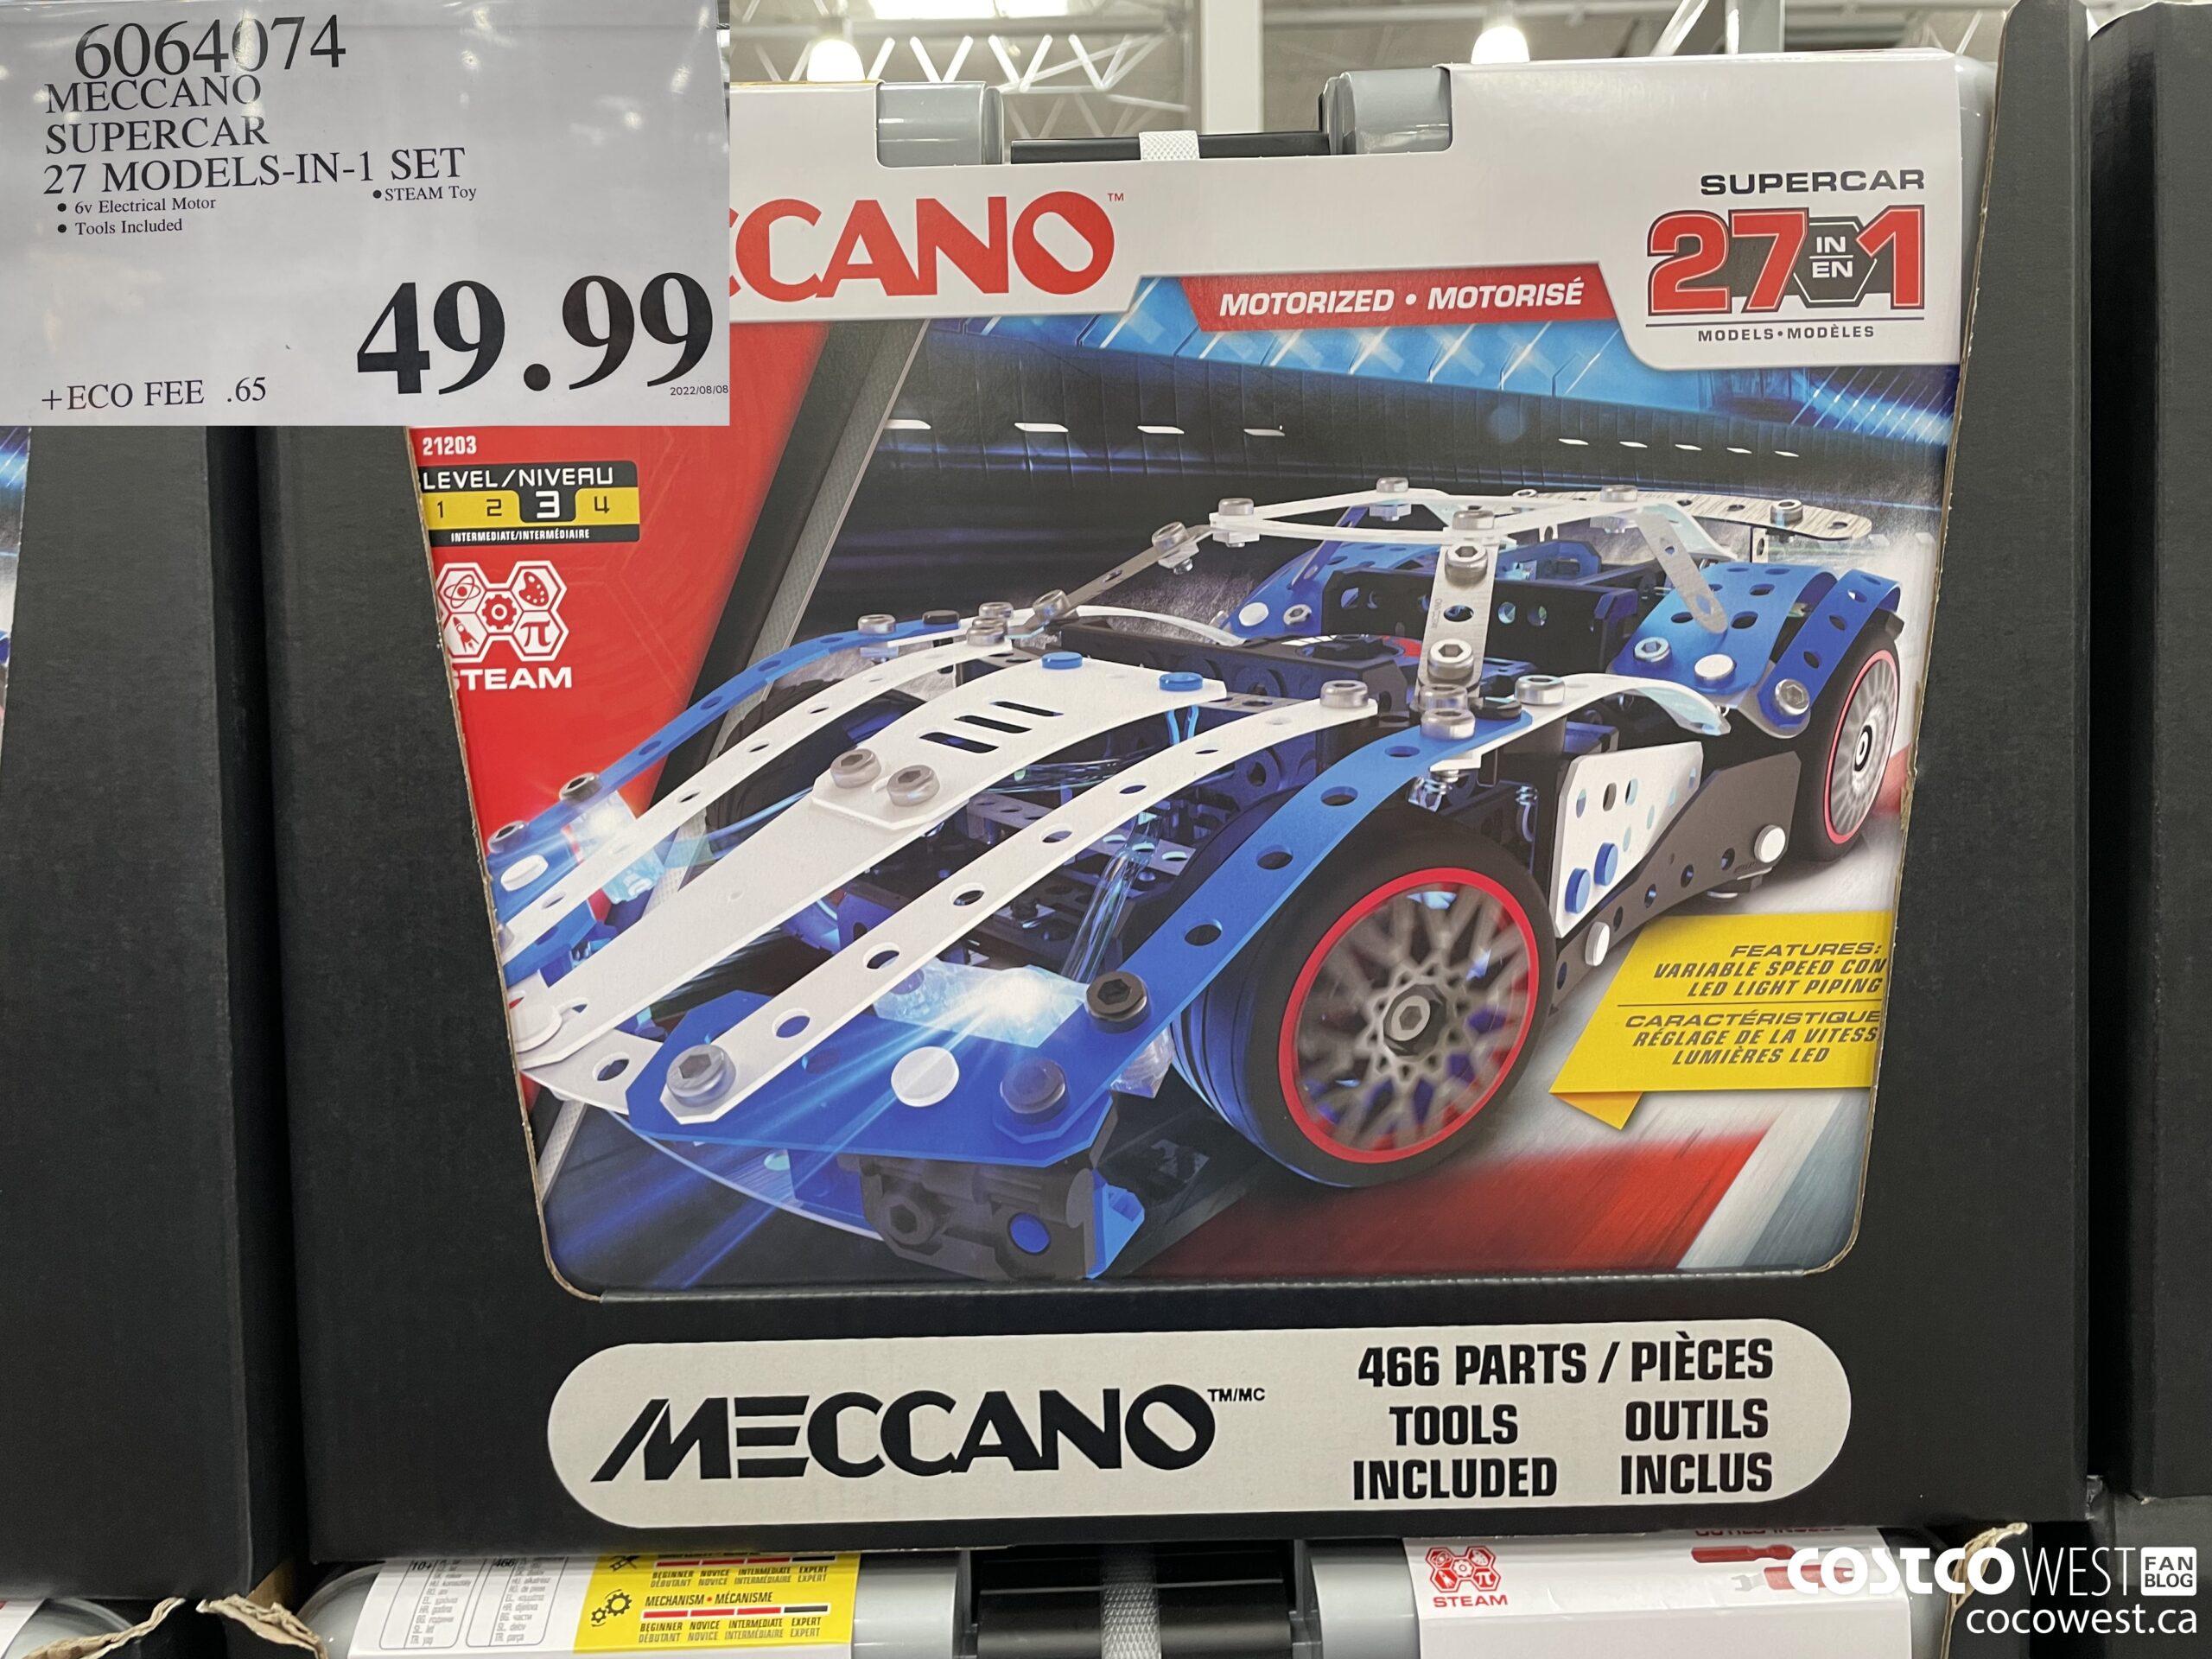 6064074
MECCANO
SUPERCAR
27 MODELS-IN-1 SET
• 6v Electrical Motor
• STEAM Toy
• Tools Included
49.99
+ECO FEE .65
2022/08/08
CCANO™
MOTORIZED • MOTORISÉ
SUPERCAR
27 IN EN 1
MODELS • MODÈLES
21203
LEVEL/NIVEAU
1 2 3 4
INTERMEDIATE/INTERMÉDIAIRE
STEAM
FEATURES:
VARIABLE SPEED CON
LED LIGHT PIPING
CARACTÉRISTIQUE
RÉGLAGE DE LA VITESS
LUMIÈRES LED
MECCANO TM/MC
466 PARTS / PIÈCES
TOOLS INCLUDED
OUTILS INCLUS
10+
466
BEGINNER NOVICE INTERMEDIATE EXPERT
DÉBUTANT NOVICE INTERMÉDIAIRE EXPERT
MECHANISM • MÉCANISME
BEGINNER NOVICE INTERMEDIATE EXPERT
DÉBUTANT NOVICE INTERMÉDIAIRE EXPERT
STEAM
COSTCO WEST FAN BLOG
cocowest.ca